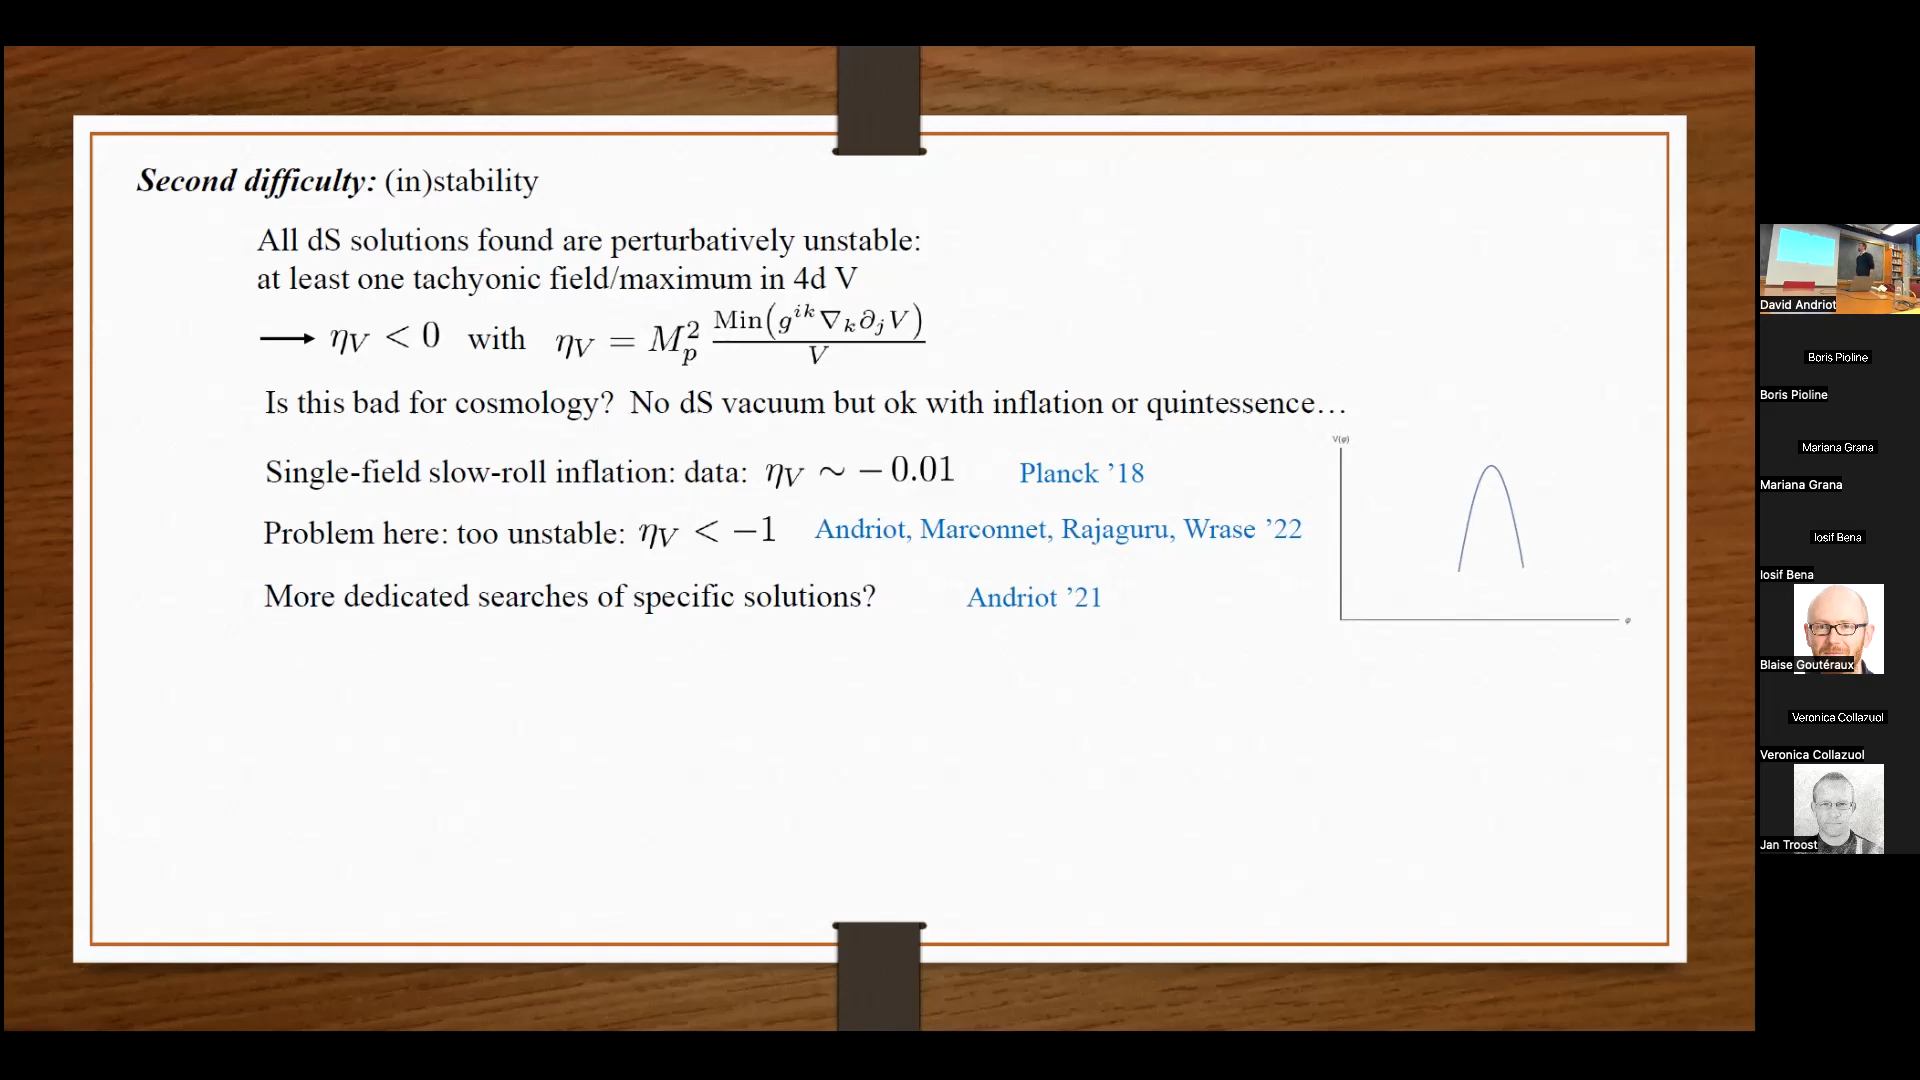 Second difficulty: (in)stability
All dS solutions found are perturbatively unstable:
at least one tachyonic field/maximum in 4d V
⟶ η_V < 0 with η_V = M_p^2 Min(g^{ik}∇_k∂_jV) / V
Is this bad for cosmology? No dS vacuum but ok with inflation or quintessence…
Single-field slow-roll inflation: data: η_V ∼ −0.01 Planck ’18
Problem here: too unstable: η_V < −1 Andriot, Marconnet, Rajaguru, Wrase ’22
More dedicated searches of specific solutions? Andriot ’21
V(φ)
φ
David Andriot
Boris Pioline
Boris Pioline
Mariana Grana
Mariana Grana
Iosif Bena
Iosif Bena
Blaise Goutéraux
Veronica Collazuol
Veronica Collazuol
Jan Troost